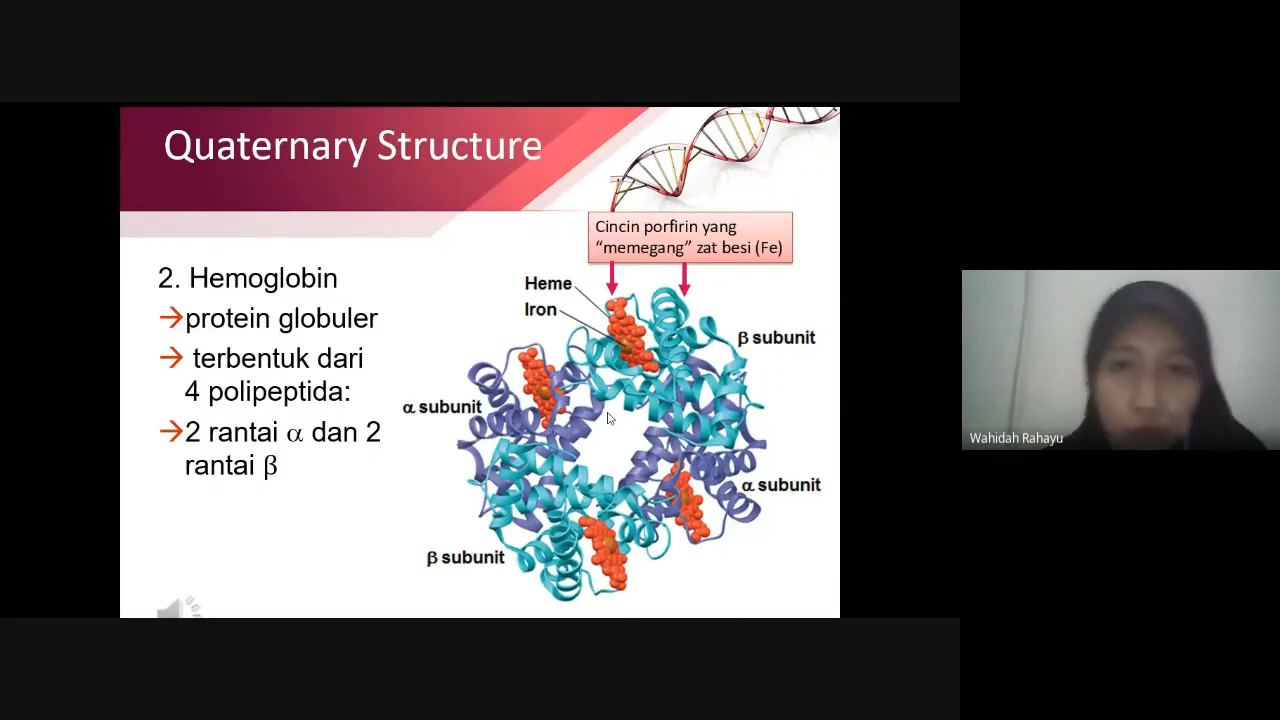 Quaternary Structure
Cincin porfirin yang
“memegang” zat besi (Fe)
2. Hemoglobin
→protein globuler
→ terbentuk dari
4 polipeptida:
→2 rantai α dan 2
rantai β
Heme
Iron
β subunit
α subunit
α subunit
β subunit
Wahidah Rahayu